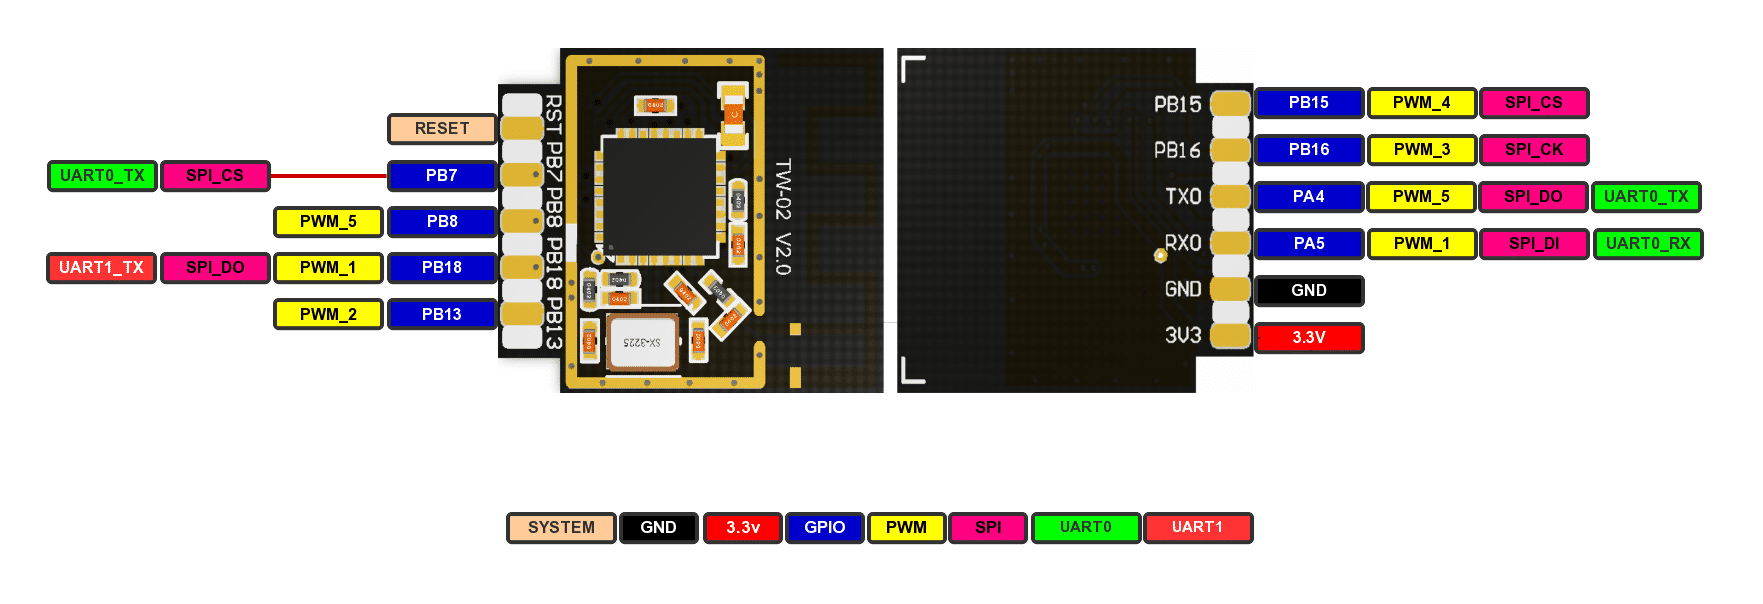 RESET
UART0_TX SPI_CS PB7
PWM_5 PB8
UART1_TX SPI_DO PWM_1 PB18
PWM_2 PB13
RST PB7 PB8 PB18 PB13
TW-02 V2.0
SX-3225
PB15 PB15 PWM_4 SPI_CS
PB16 PB16 PWM_3 SPI_CK
TX0 PA4 PWM_5 SPI_DO UART0_TX
RX0 PA5 PWM_1 SPI_DI UART0_RX
GND GND
3V3 3.3V
SYSTEM GND 3.3v GPIO PWM SPI UART0 UART1